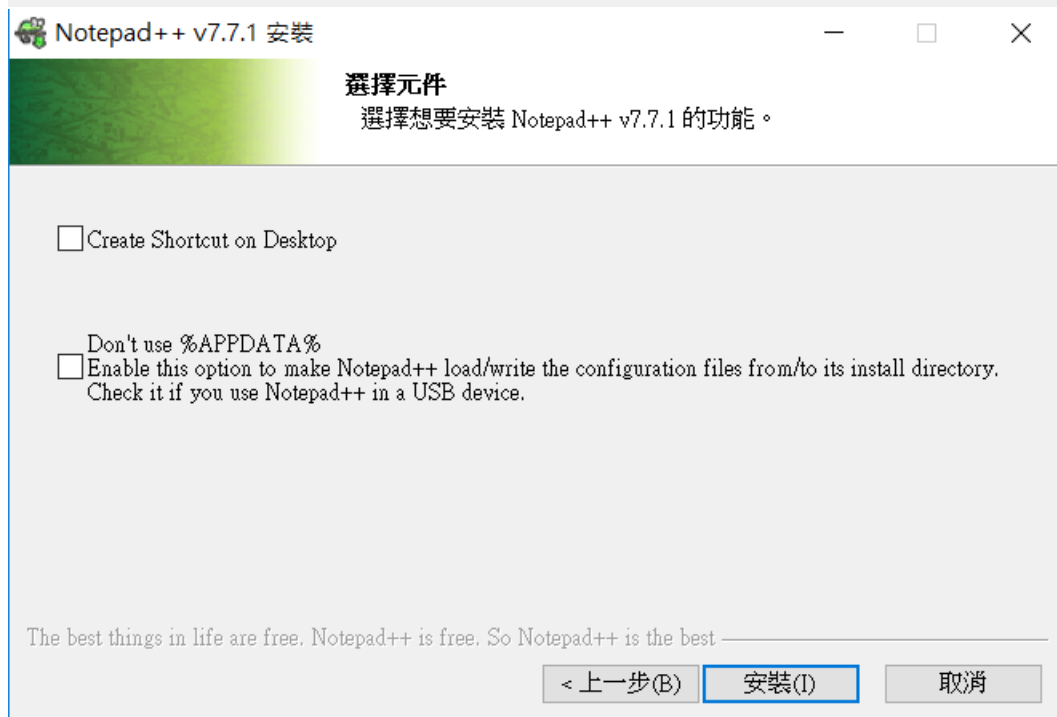 Notepad++ v7.7.1 安裝
選擇元件
選擇想要安裝 Notepad++ v7.7.1 的功能。
Create Shortcut on Desktop
Don't use %APPDATA%
Enable this option to make Notepad++ load/write the configuration files from/to its install directory.
Check it if you use Notepad++ in a USB device.
The best things in life are free. Notepad++ is free. So Notepad++ is the best
< 上一步(B)
安裝(I)
取消